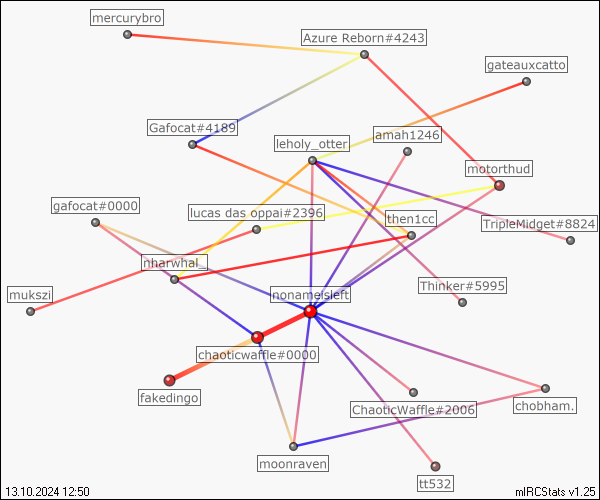 mercurybro
Azure Reborn#4243
gateauxcatto
Gafocat#4189
amah1246
leholy_otter
motorthud
gafocat#0000
lucas das oppai#2396
then1cc
TripleMidget#8824
nharwhal_
Thinker#5995
mukszi
nonameisleft
chaoticwaffle#0000
fakedingo
ChaoticWaffle#2006
chobham.
moonraven
tt532
13.10.2024 12:50
mIRCStats v1.25